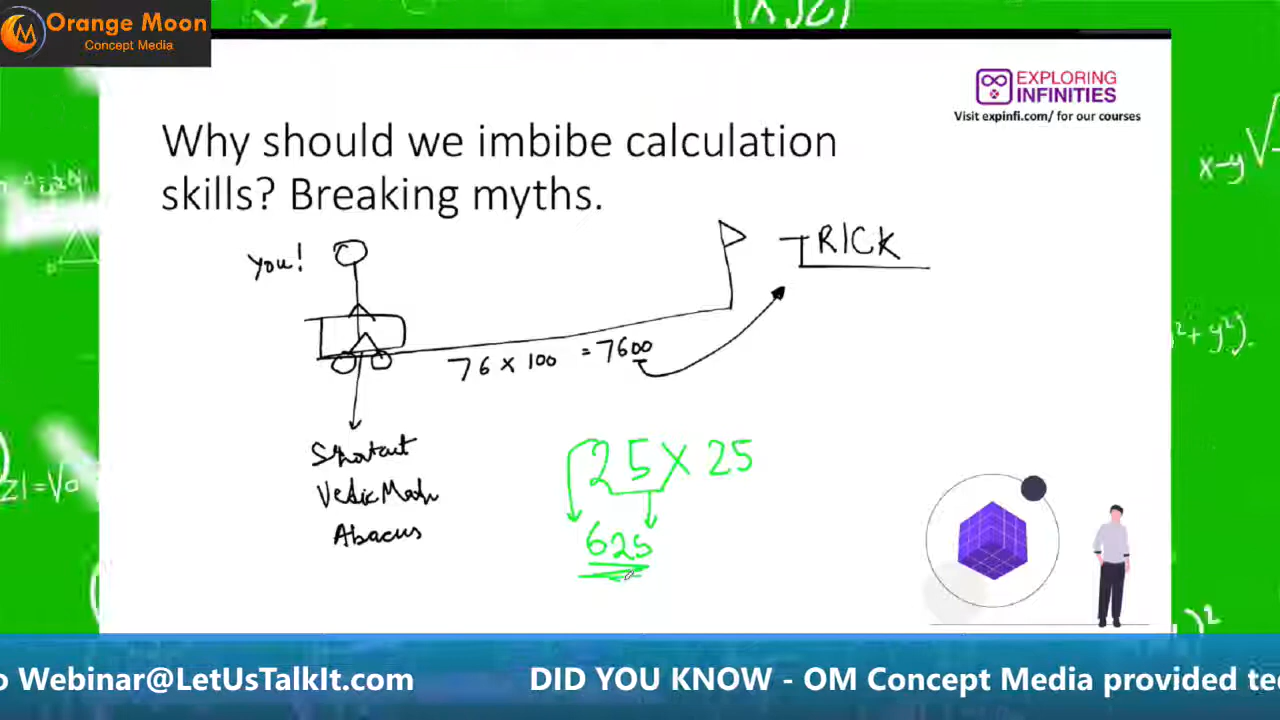 Orange Moon
Concept Media
EXPLORING
INFINITIES
Visit expinfi.com/ for our courses
Why should we imbibe calculation
skills? Breaking myths.
You!
TRICK
76 x 100 = 7600
25 X 25
625
Shortcut
Vedic Math
Abacus
x-y √
o Webinar@LetUsTalkIt.com DID YOU KNOW - OM Concept Media provided te